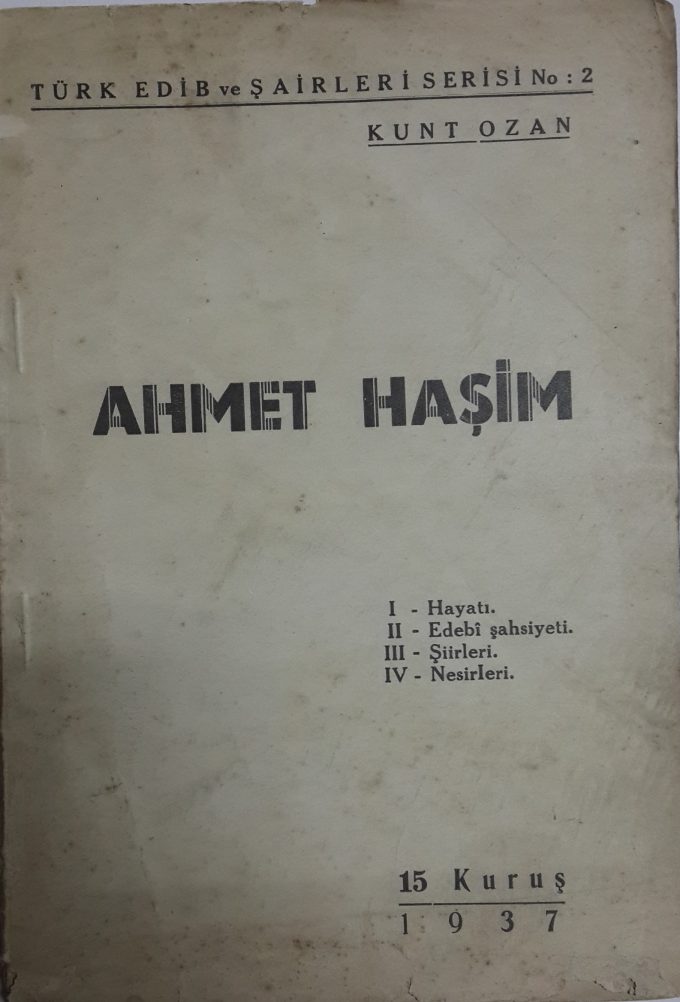 TÜRK EDİB ve ŞAİRLERİ SERİSİ No : 2
KUNT OZAN
AHMET HAŞİM
I - Hayatı.
II - Edebî şahsiyeti.
III - Şiirleri.
IV - Nesirleri.
15 Kuruş
1937